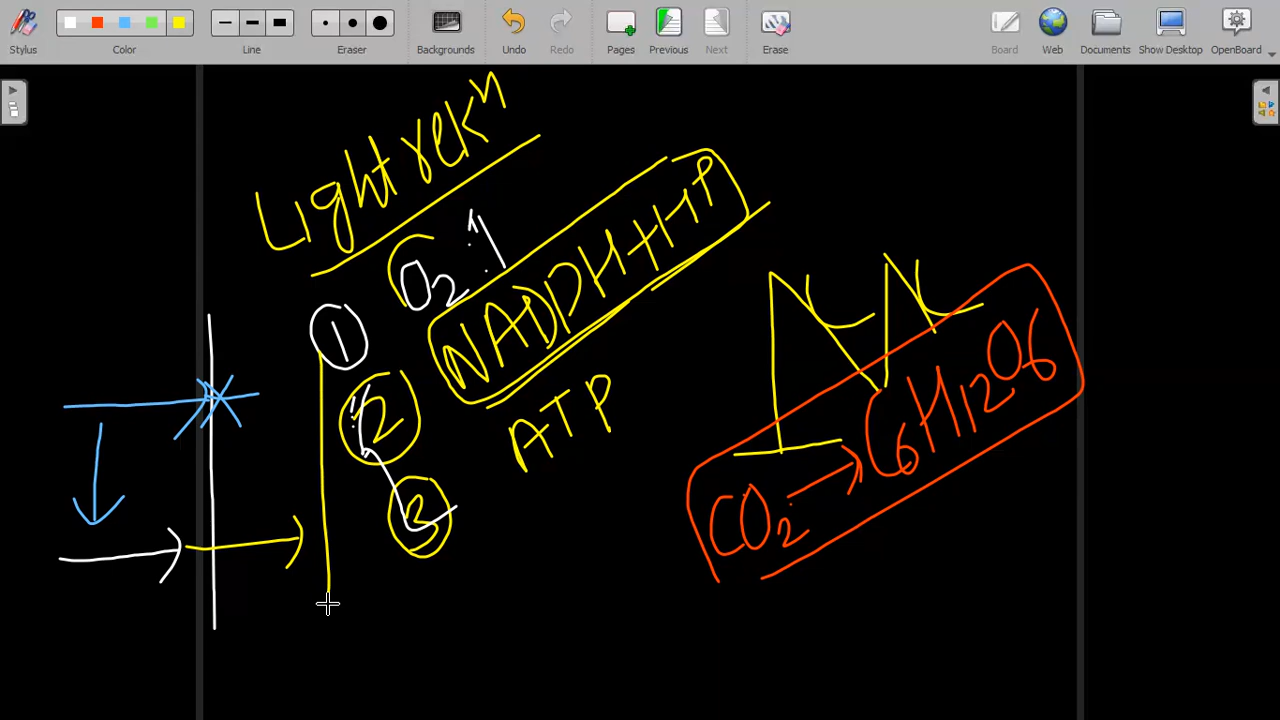 Stylus
Color
Line
Eraser
Backgrounds
Undo
Redo
Pages
Previous
Next
Erase
Board
Web
Documents
Show Desktop
OpenBoard
Light rekn
O2
1
NADPH+H
2
ATP
3
CO2 → C6H12O6